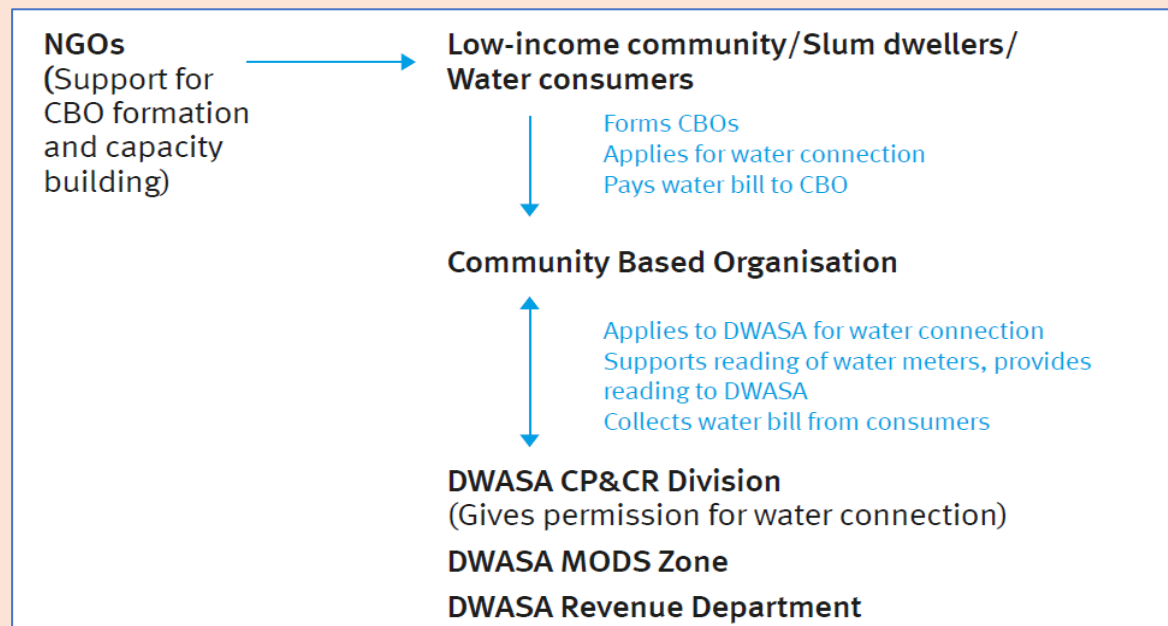 NGOs
(Support for
CBO formation
and capacity
building)
Low-income community/Slum dwellers/
Water consumers
Forms CBOs
Applies for water connection
Pays water bill to CBO
Community Based Organisation
Applies to DWASA for water connection
Supports reading of water meters, provides
reading to DWASA
Collects water bill from consumers
DWASA CP&CR Division
(Gives permission for water connection)
DWASA MODS Zone
DWASA Revenue Department